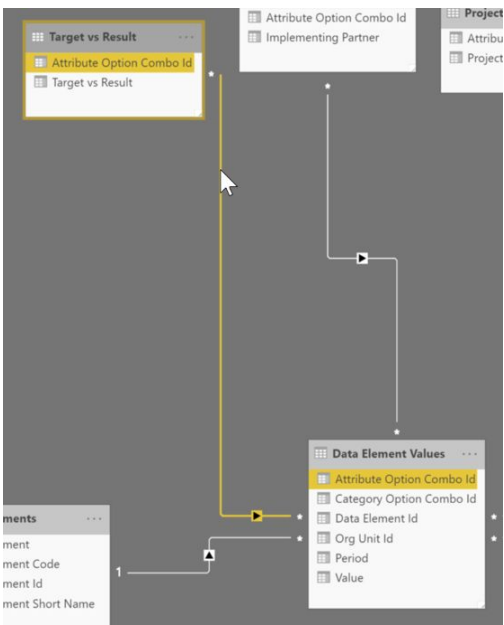 Target vs Result
Attribute Option Combo Id
Target vs Result
Attribute Option Combo Id
Implementing Partner
Project
Attribu
Project
*
*
*
Data Element Values
Attribute Option Combo Id
Category Option Combo Id
Data Element Id
Org Unit Id
Period
Value
*
*
*
*
ments
ment
ment Code
ment Id
ment Short Name
1